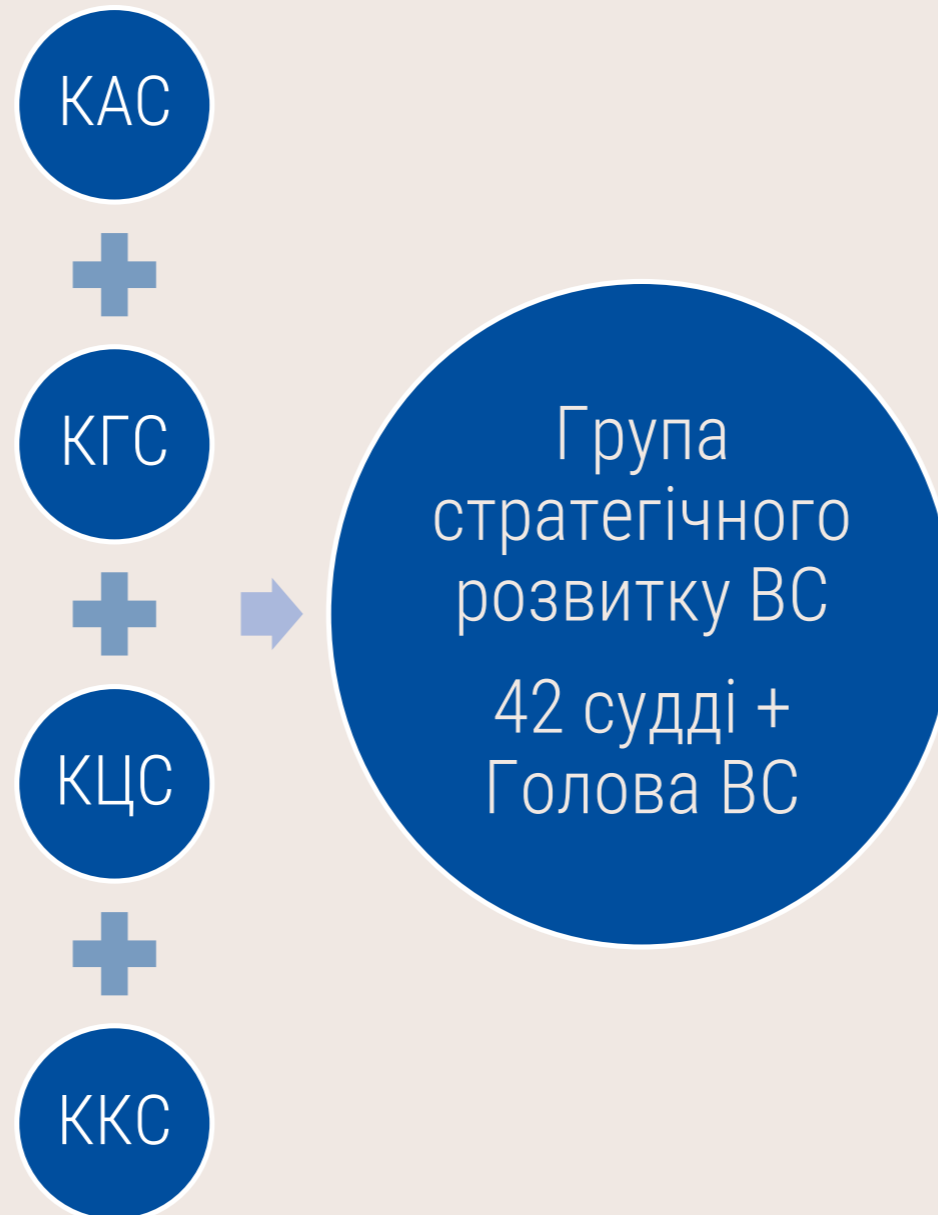 КАС
КГС
КЦС
ККС
Група
стратегічного
розвитку ВС
42 судді +
Голова ВС